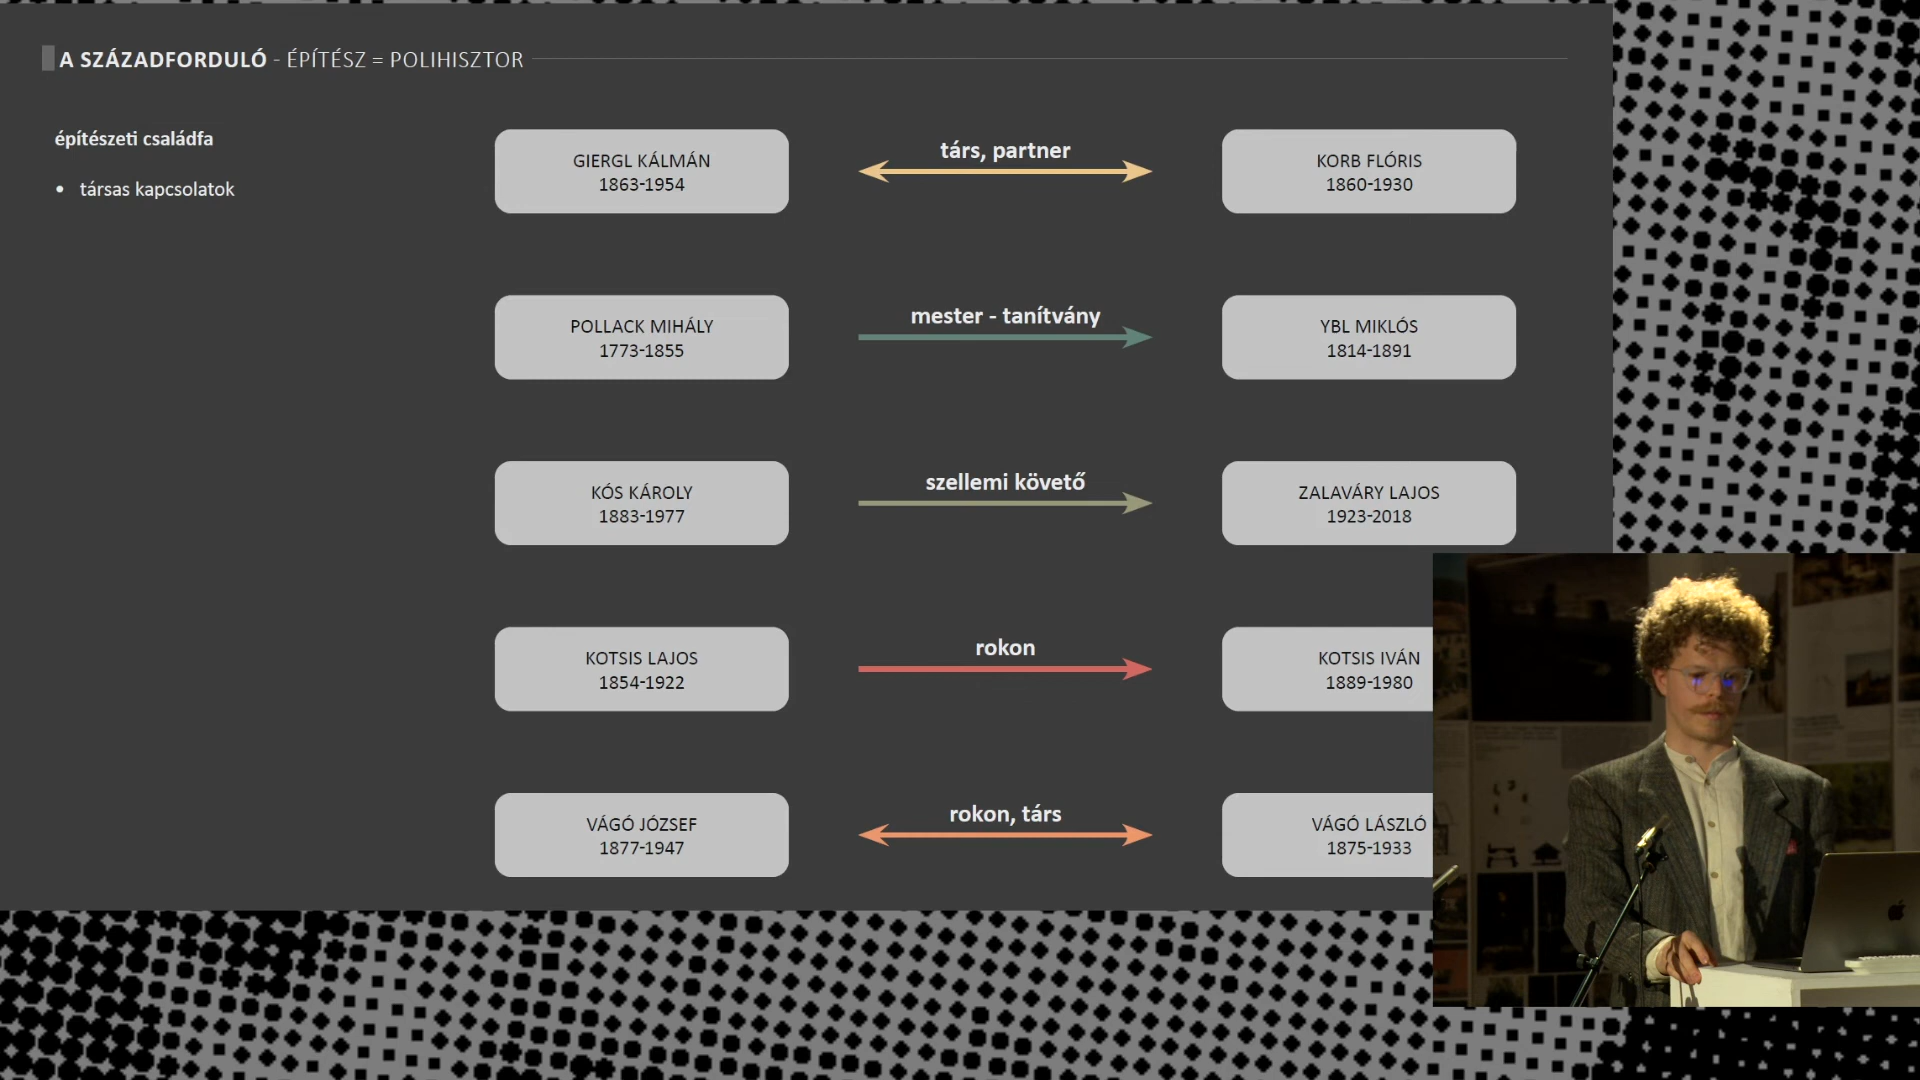 A SZÁZADFORDULÓ - ÉPÍTÉSZ = POLIHISZTOR
építészeti családfa
• társas kapcsolatok
GIERGL KÁLMÁN
1863-1954
társ, partner
KORB FLÓRIS
1860-1930
POLLACK MIHÁLY
1773-1855
mester - tanítvány
YBL MIKLÓS
1814-1891
KÓS KÁROLY
1883-1977
szellemi követő
ZALAVÁRY LAJOS
1923-2018
KOTSIS LAJOS
1854-1922
rokon
KOTSIS IVÁN
1889-1980
VÁGÓ JÓZSEF
1877-1947
rokon, társ
VÁGÓ LÁSZLÓ
1875-1933